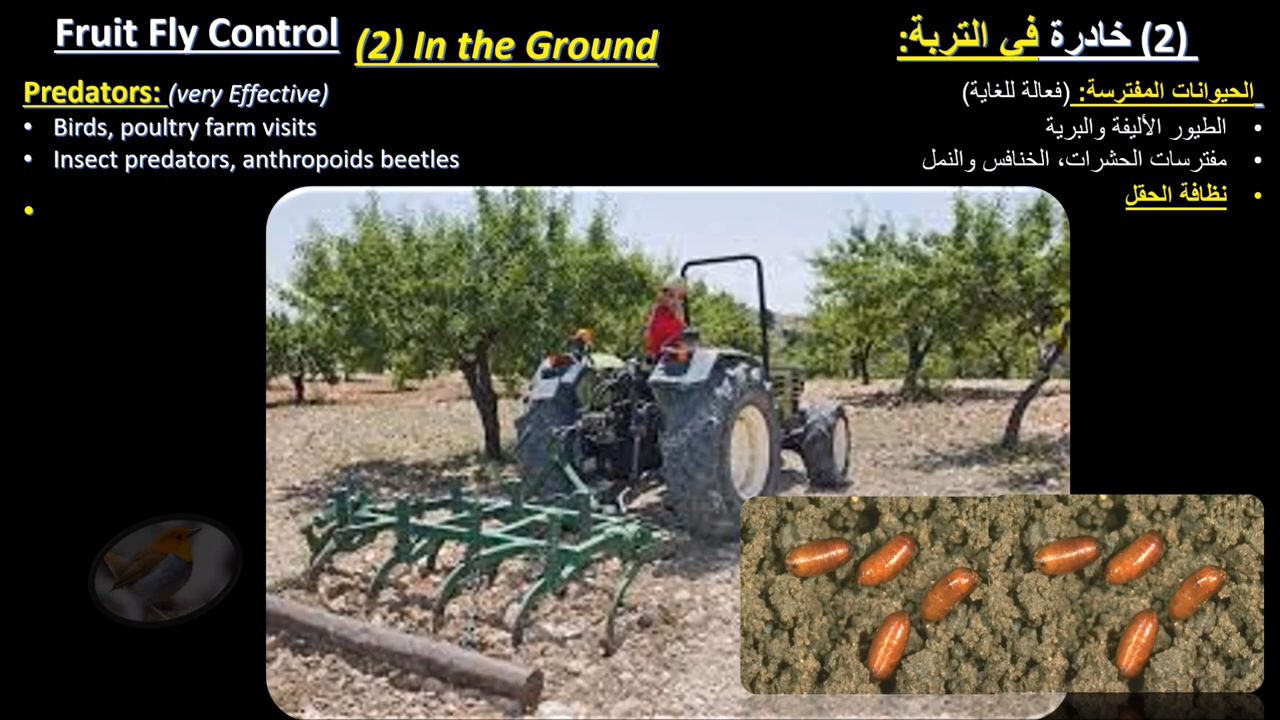 Fruit Fly Control
(2) In the Ground
(2) خادرة في التربة:
Predators: (very Effective)
• Birds, poultry farm visits
• Insect predators, anthropoids beetles
•
الحيوانات المفترسة: (فعالة للغاية)
• الطيور الأليفة والبرية
• مفترسات الحشرات، الخنافس والنمل
• نظافة الحقل